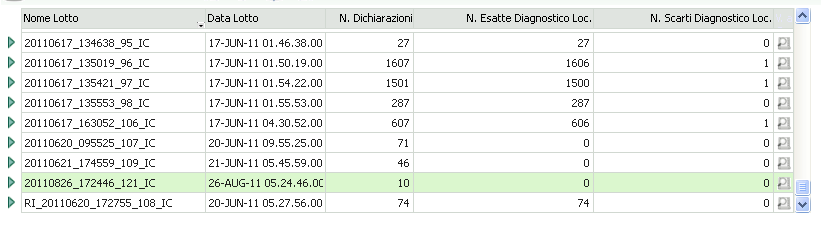 Nome Lotto Data Lotto N. Dichiarazioni N. Esatte Diagnostico Loc. N. Scarti Diagnostico Loc.
20110617_134638_95_IC 17-JUN-11 01.46.38.00 27 27 0
20110617_135019_96_IC 17-JUN-11 01.50.19.00 1607 1606 1
20110617_135421_97_IC 17-JUN-11 01.54.22.00 1501 1500 1
20110617_135553_98_IC 17-JUN-11 01.55.53.00 287 287 0
20110617_163052_106_IC 17-JUN-11 04.30.52.00 607 606 1
20110620_095525_107_IC 20-JUN-11 09.55.25.00 71 0 0
20110621_174559_109_IC 21-JUN-11 05.45.59.00 46 0 0
20110826_172446_121_IC 26-AUG-11 05.24.46.00 10 0 0
RI_20110620_172755_108_IC 20-JUN-11 05.27.56.00 74 74 0